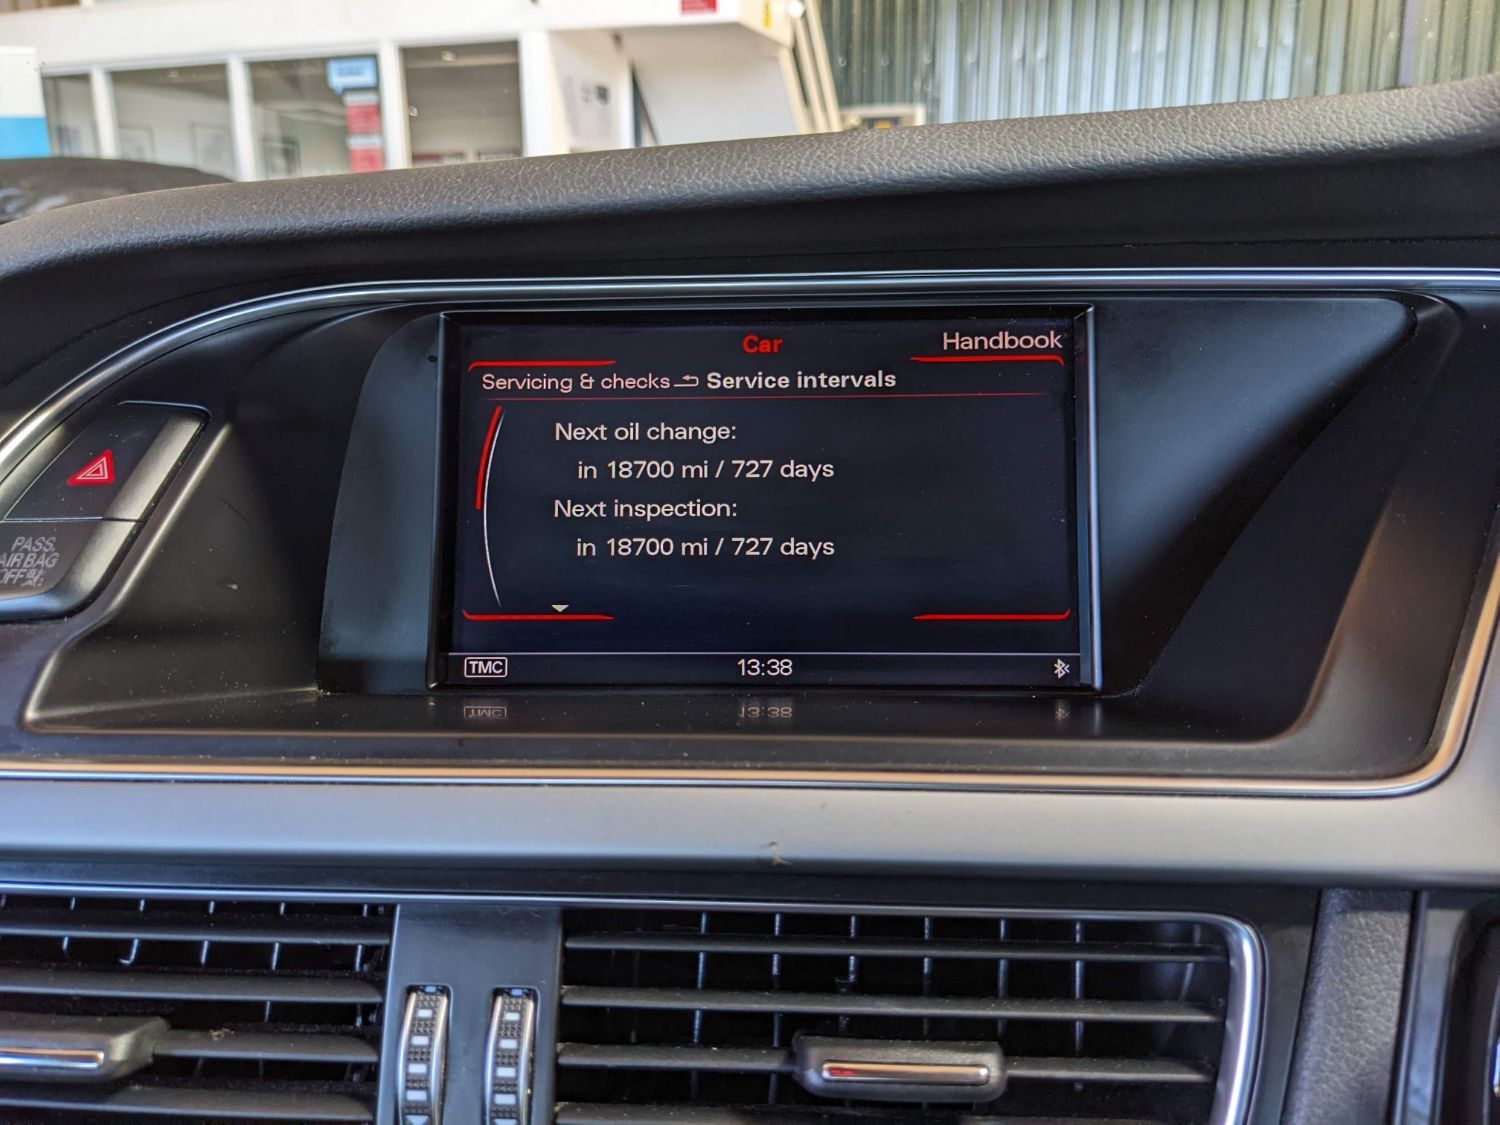 Car
Handbook
Servicing & checks Service intervals
Next oil change:
in 18700 mi / 727 days
Next inspection:
in 18700 mi / 727 days
TMC
13:38
PASS.
AIRBAG
OFF